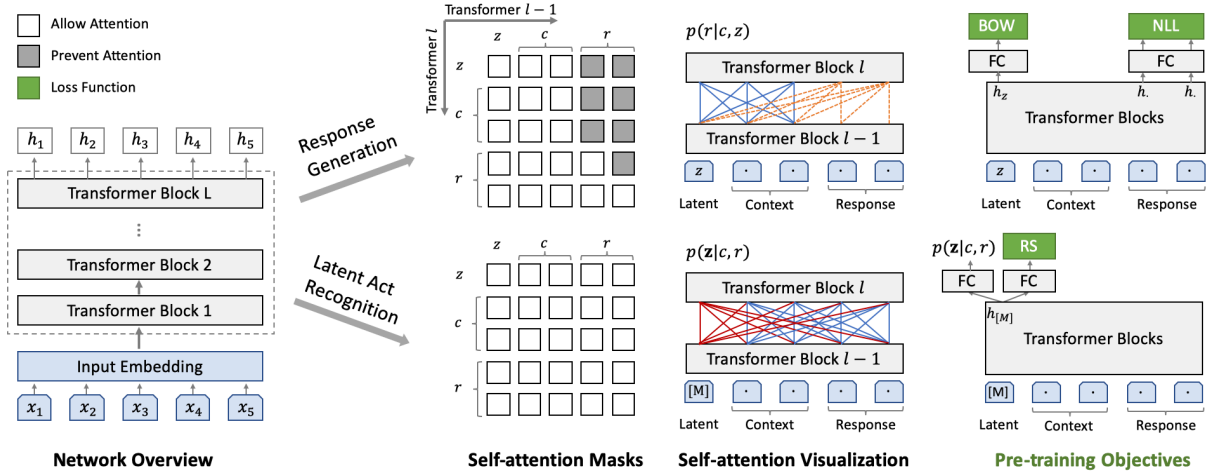 Allow Attention
Prevent Attention
Loss Function
h₁ h₂ h₃ h₄ h₅
Transformer Block L
⋮
Transformer Block 2
Transformer Block 1
Input Embedding
x₁ x₂ x₃ x₄ x₅
Network Overview
Response
Generation
Latent Act
Recognition
Transformer l − 1
Transformer l
z c r
z
c
r
z c r
z
c
r
Self-attention Masks
p(r|c, z)
Transformer Block l
Transformer Block l − 1
z · · · ·
Latent Context Response
p(𝐳|c, r)
Transformer Block l
Transformer Block l − 1
[M] · · · ·
Latent Context Response
Self-attention Visualization
BOW NLL
FC FC
h_z h. h.
Transformer Blocks
z · · · ·
Latent Context Response
p(𝐳|c, r) RS
FC FC
h_[M]
Transformer Blocks
[M] · · · ·
Latent Context Response
Pre-training Objectives